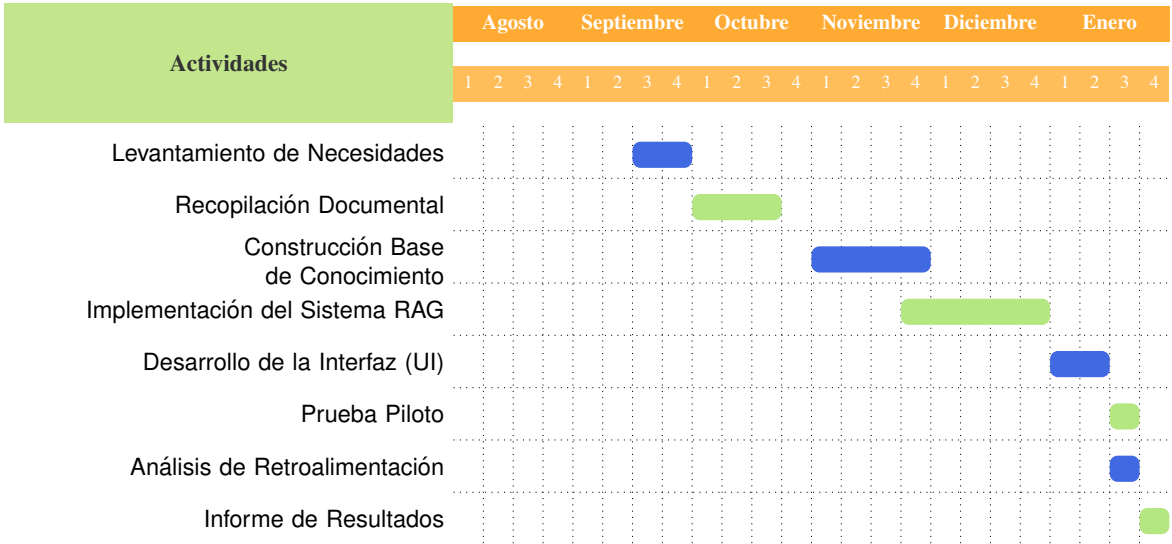 Actividades
Agosto Septiembre Octubre Noviembre Diciembre Enero
1 2 3 4 1 2 3 4 1 2 3 4 1 2 3 4 1 2 3 4 1 2 3 4
Levantamiento de Necesidades
Recopilación Documental
Construcción Base
de Conocimiento
Implementación del Sistema RAG
Desarrollo de la Interfaz (UI)
Prueba Piloto
Análisis de Retroalimentación
Informe de Resultados